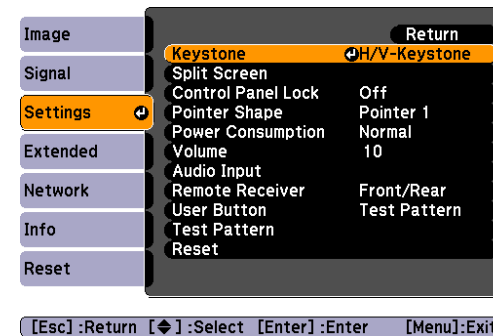 Image
Signal
Settings
Extended
Network
Info
Reset
Return
Keystone H/V-Keystone
Split Screen
Control Panel Lock Off
Pointer Shape Pointer 1
Power Consumption Normal
Volume 10
Audio Input
Remote Receiver Front/Rear
User Button Test Pattern
Test Pattern
Reset
[Esc] :Return [◆] :Select [Enter] :Enter [Menu]:Exit